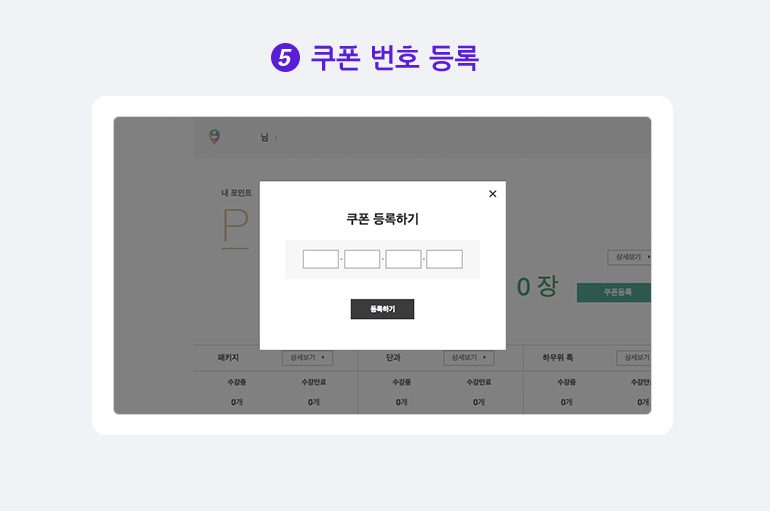 5 쿠폰 번호 등록
님
내 포인트
P
쿠폰 등록하기
- - -
등록하기
상세보기
0 장
쿠폰등록
패키지 상세보기 단과 상세보기 하우위 톡 상세보기
수강중 수강만료 수강중 수강만료 수강중 수강만료
0개 0개 0개 0개 0개 0개